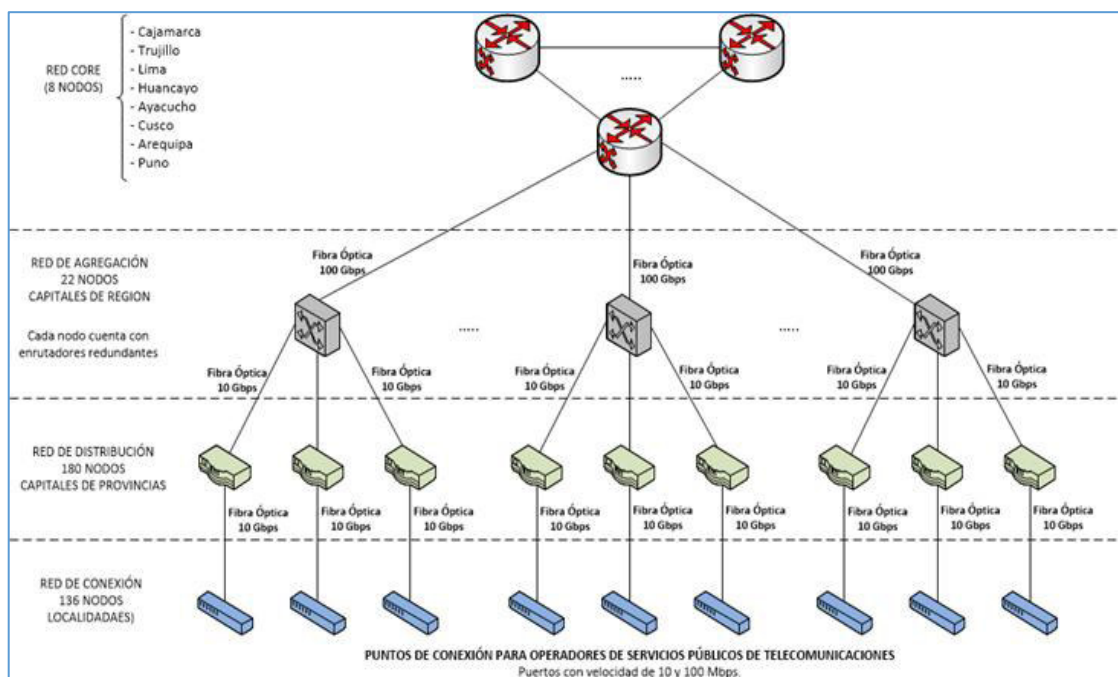 RED CORE
(8 NODOS)
- Cajamarca
- Trujillo
- Lima
- Huancayo
- Ayacucho
- Cusco
- Arequipa
- Puno
.....
RED DE AGREGACIÓN
22 NODOS
CAPITALES DE REGION
Cada nodo cuenta con
enrutadores redundantes
Fibra Óptica
100 Gbps
Fibra Óptica
100 Gbps
Fibra Óptica
100 Gbps
.....
.....
Fibra Óptica
10 Gbps
Fibra Óptica
10 Gbps
Fibra Óptica
10 Gbps
Fibra Óptica
10 Gbps
Fibra Óptica
10 Gbps
Fibra Óptica
10 Gbps
RED DE DISTRIBUCIÓN
180 NODOS
CAPITALES DE PROVINCIAS
Fibra Óptica
10 Gbps
Fibra Óptica
10 Gbps
Fibra Óptica
10 Gbps
Fibra Óptica
10 Gbps
Fibra Óptica
10 Gbps
Fibra Óptica
10 Gbps
Fibra Óptica
10 Gbps
Fibra Óptica
10 Gbps
Fibra Óptica
10 Gbps
RED DE CONEXIÓN
136 NODOS
LOCALIDADAES)
PUNTOS DE CONEXIÓN PARA OPERADORES DE SERVICIOS PÚBLICOS DE TELECOMUNICACIONES
Puertos con velocidad de 10 y 100 Mbps.